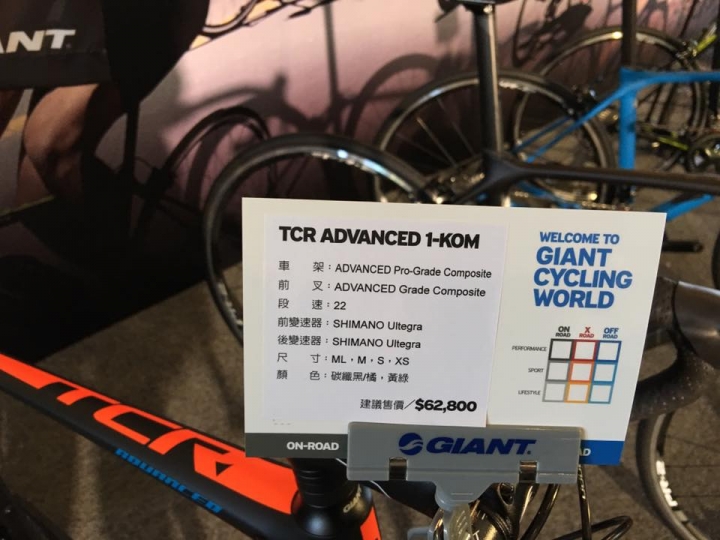 ANT
TCR ADVANCED 1-KOM
車 架：ADVANCED Pro-Grade Composite
前 叉：ADVANCED Grade Composite
段 速：22
前變速器：SHIMANO Ultegra
後變速器：SHIMANO Ultegra
尺 寸：ML，M，S，XS
顏 色：碳纖黑/橘，黃綠
建議售價／$62,800
WELCOME TO
GIANT
CYCLING
WORLD
ON ROAD X ROAD OFF ROAD
PERFORMANCE
SPORT
LIFESTYLE
ON-ROAD
GIANT
TCR
ADVANCED